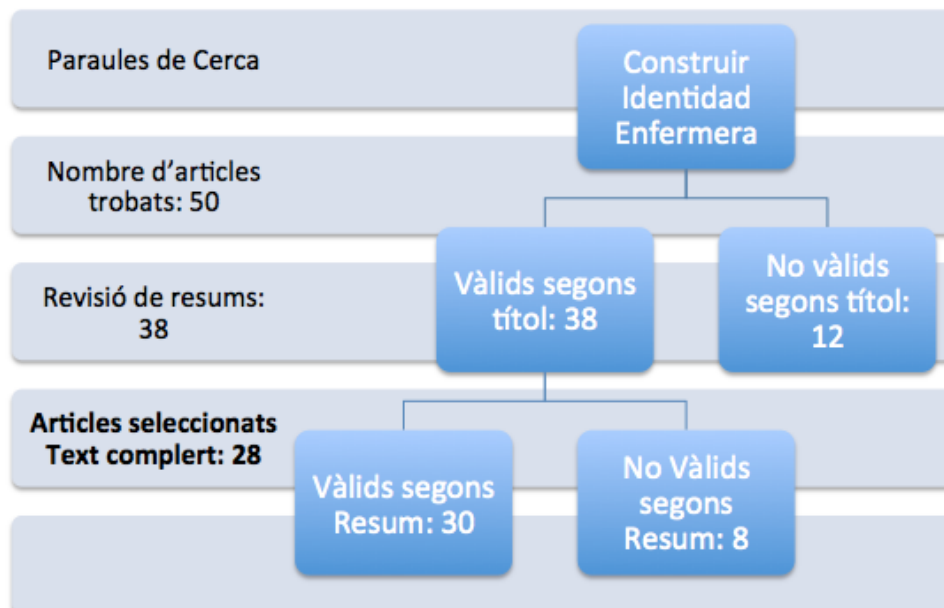 Paraules de Cerca
Construir
Identidad
Enfermera
Nombre d'articles
trobats: 50
Vàlids segons
títol: 38
No vàlids
segons títol:
12
Revisió de resums:
38
Articles seleccionats
Text complert: 28
Vàlids segons
Resum: 30
No Vàlids
segons
Resum: 8